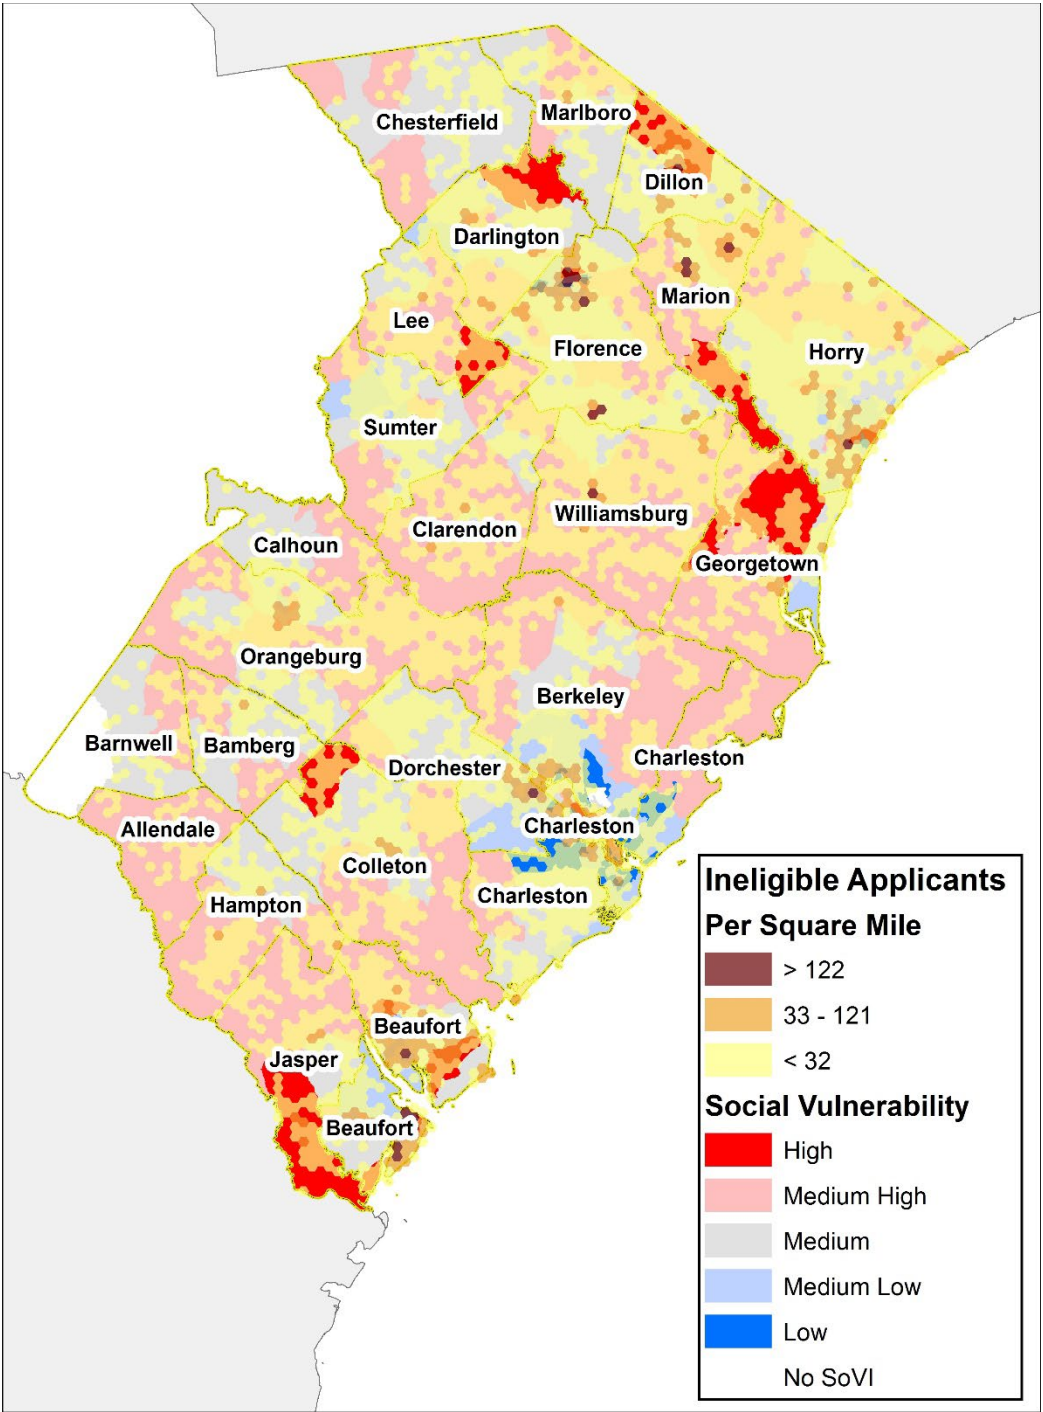 Chesterfield
Marlboro
Dillon
Darlington
Marion
Lee
Florence
Horry
Sumter
Williamsburg
Clarendon
Calhoun
Georgetown
Orangeburg
Berkeley
Barnwell
Bamberg
Dorchester
Charleston
Allendale
Charleston
Colleton
Hampton
Charleston
Beaufort
Jasper
Beaufort
Ineligible Applicants
Per Square Mile
> 122
33 - 121
< 32
Social Vulnerability
High
Medium High
Medium
Medium Low
Low
No SoVI